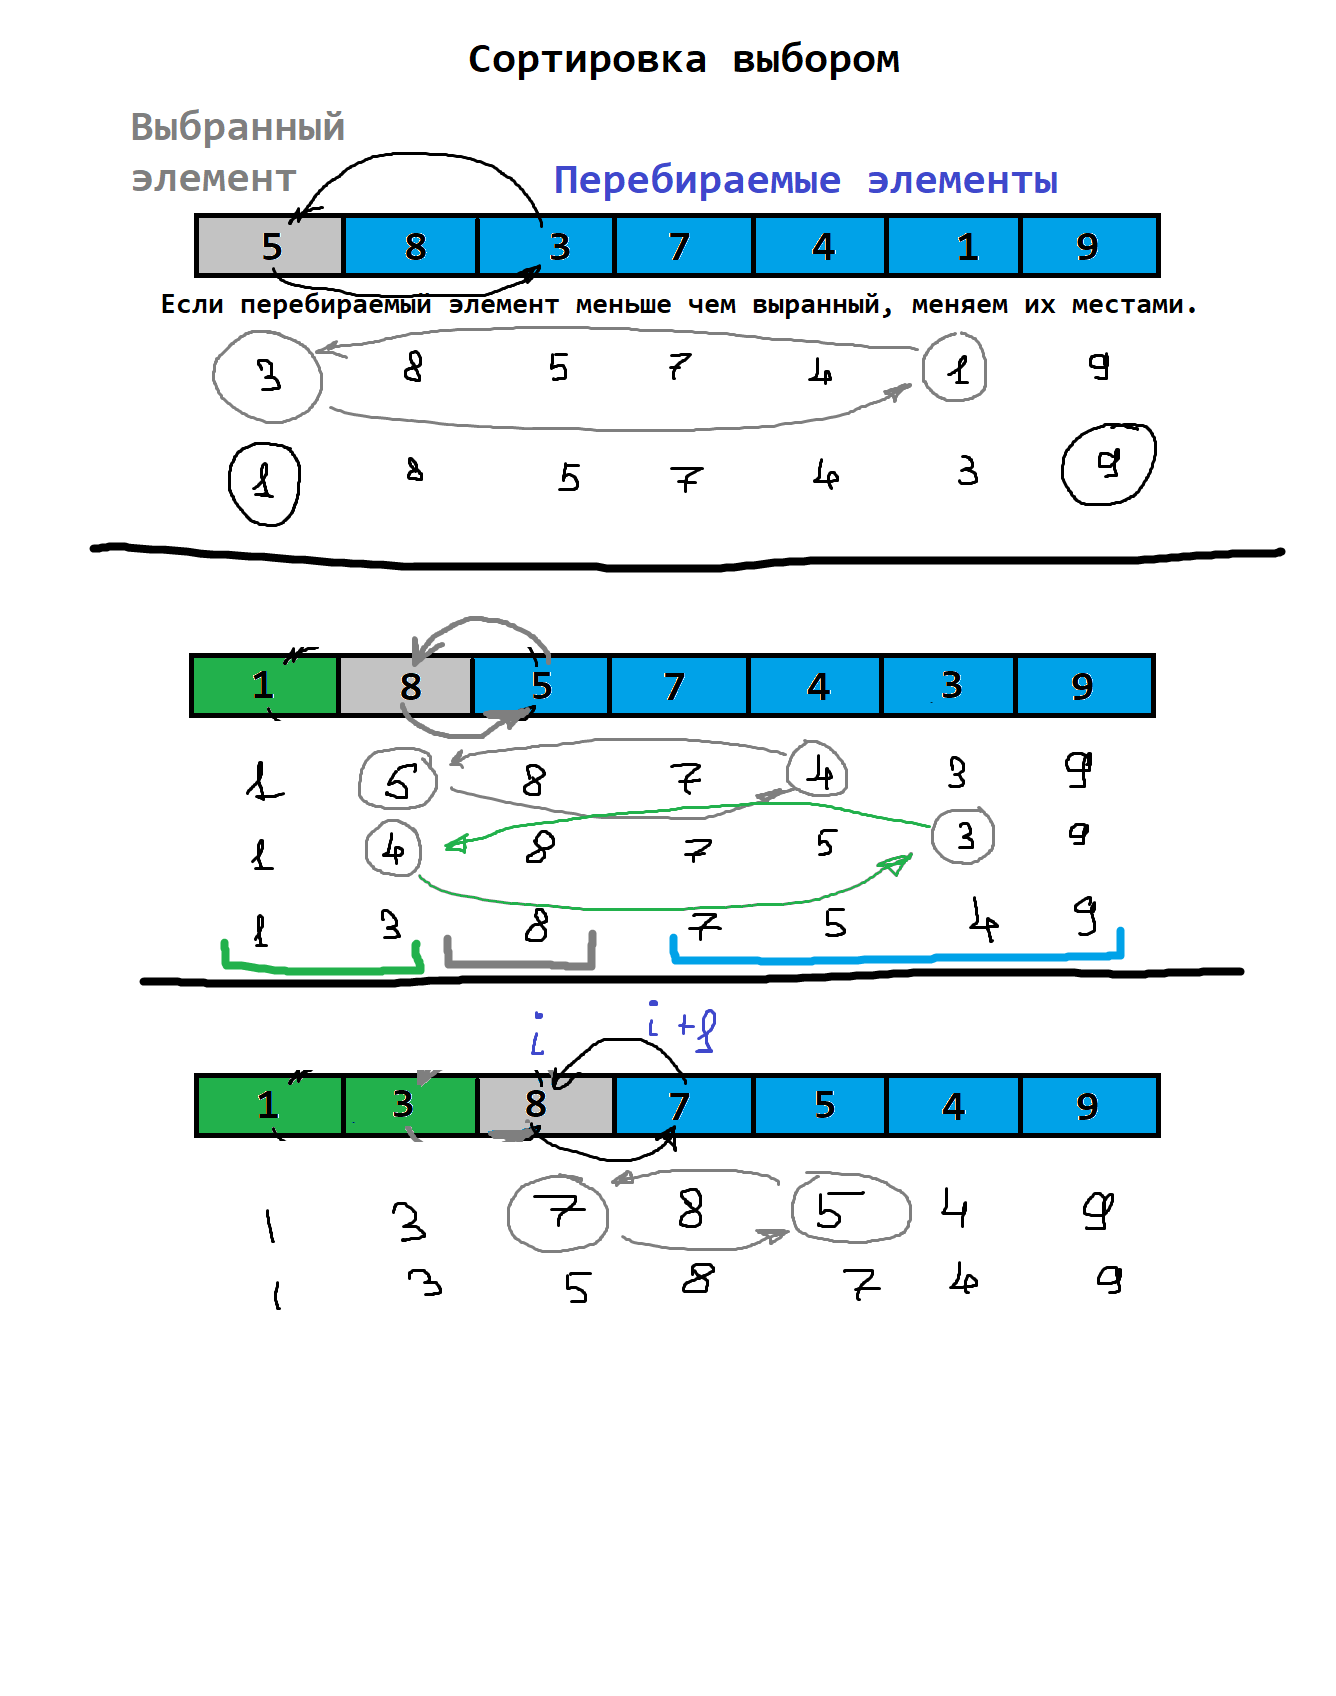 Сортировка выбором
Выбранный
элемент
Перебираемые элементы
5 8 3 7 4 1 9
Если перебираемый элемент меньше чем выранный, меняем их местами.
3 8 5 7 4 1 9
1 8 5 7 4 3 9
1 8 5 7 4 3 9
1 5 8 7 4 3 9
1 4 8 7 5 3 9
1 3 8 7 5 4 9
i i+1
1 3 8 7 5 4 9
1 3 7 8 5 4 9
1 3 5 8 7 4 9